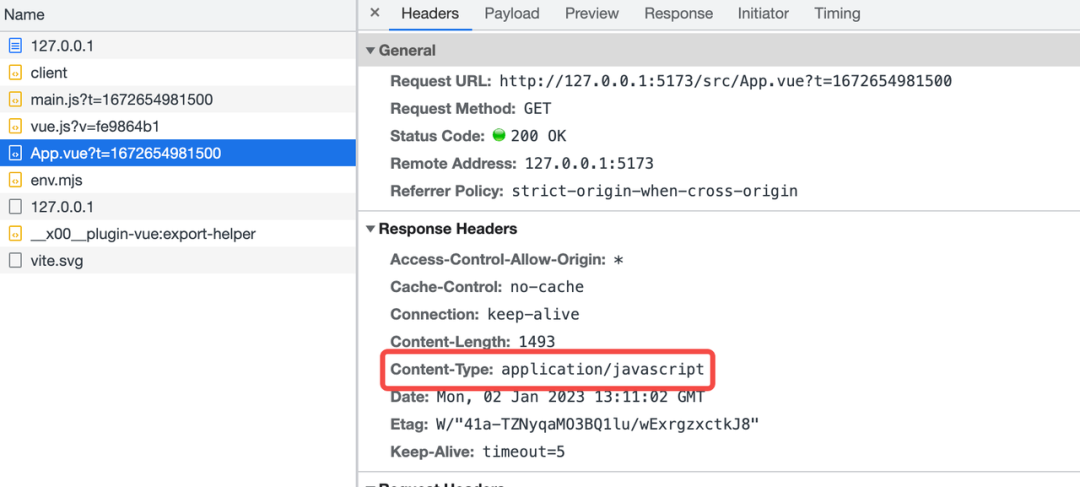 Name
127.0.0.1
client
main.js?t=1672654981500
vue.js?v=fe9864b1
App.vue?t=1672654981500
env.mjs
127.0.0.1
__x00__plugin-vue:export-helper
vite.svg
× Headers Payload Preview Response Initiator Timing
General
Request URL: http://127.0.0.1:5173/src/App.vue?t=1672654981500
Request Method: GET
Status Code: 200 OK
Remote Address: 127.0.0.1:5173
Referrer Policy: strict-origin-when-cross-origin
Response Headers
Access-Control-Allow-Origin: *
Cache-Control: no-cache
Connection: keep-alive
Content-Length: 1493
Content-Type: application/javascript
Date: Mon, 02 Jan 2023 13:11:02 GMT
Etag: W/"41a-TZNyqaMO3BQ1lu/wExrgzxctkJ8"
Keep-Alive: timeout=5
Request Headers